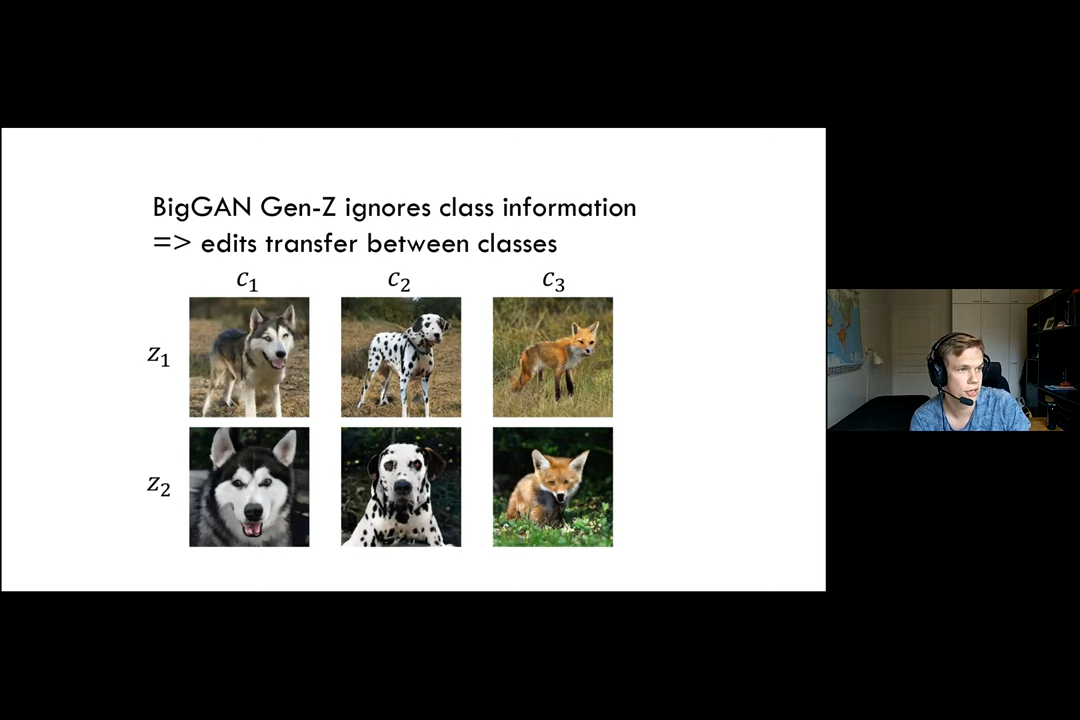 BigGAN Gen-Z ignores class information
=> edits transfer between classes
c₁ c₂ c₃
z₁
z₂